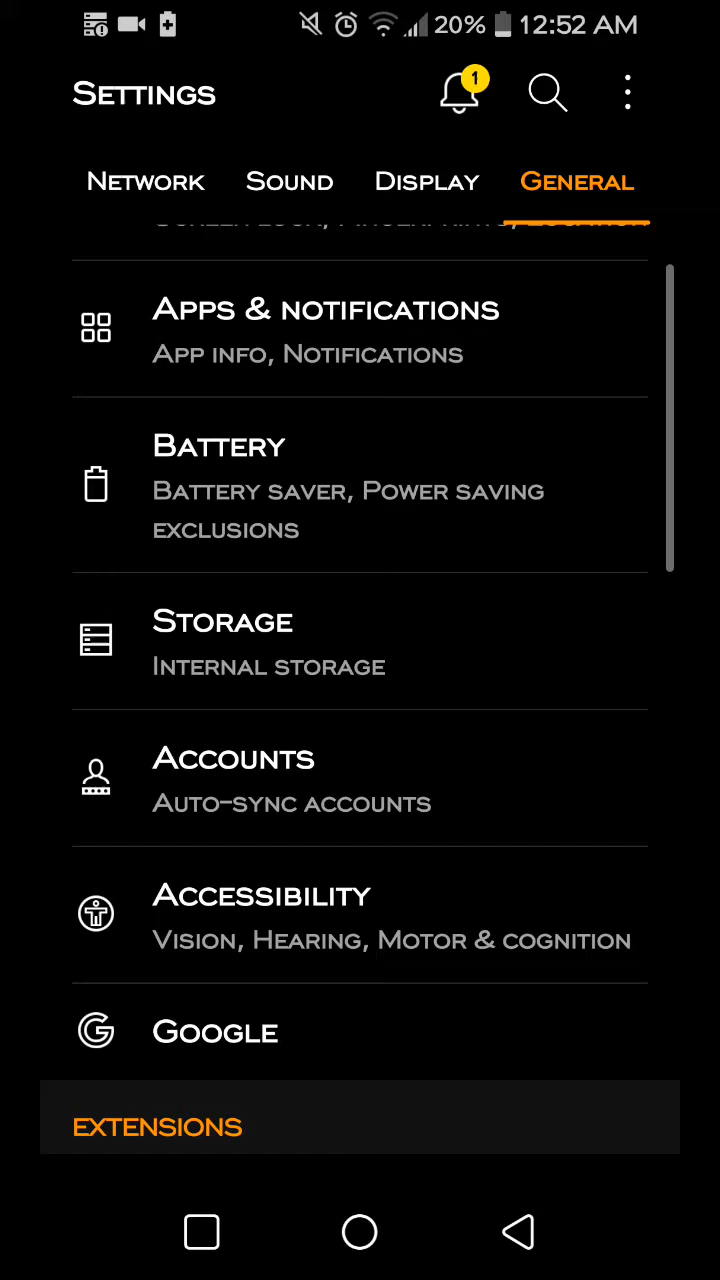 20% 12:52 AM
Settings
1
Network Sound Display General
Apps & notifications
App info, Notifications
Battery
Battery saver, Power saving
exclusions
Storage
Internal storage
Accounts
Auto-sync accounts
Accessibility
Vision, Hearing, Motor & cognition
Google
EXTENSIONS